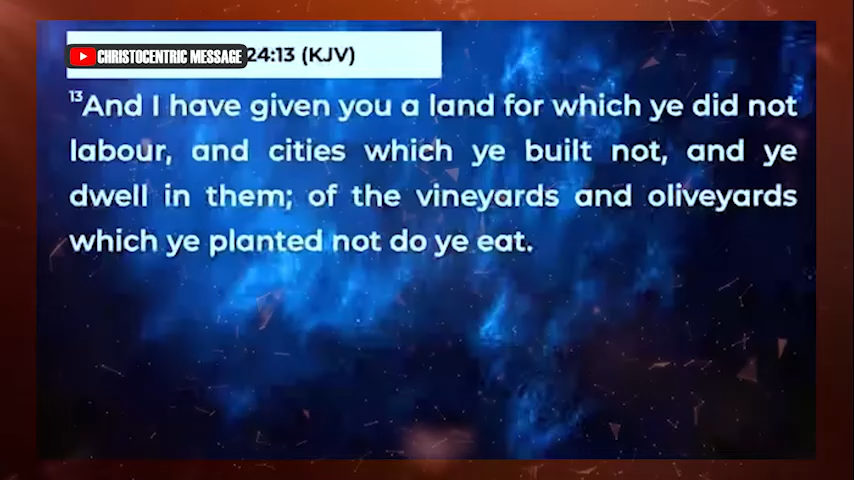 CHRISTOCENTRIC MESSAGE 24:13 (KJV)
13And I have given you a land for which ye did not
labour, and cities which ye built not, and ye
dwell in them; of the vineyards and oliveyards
which ye planted not do ye eat.